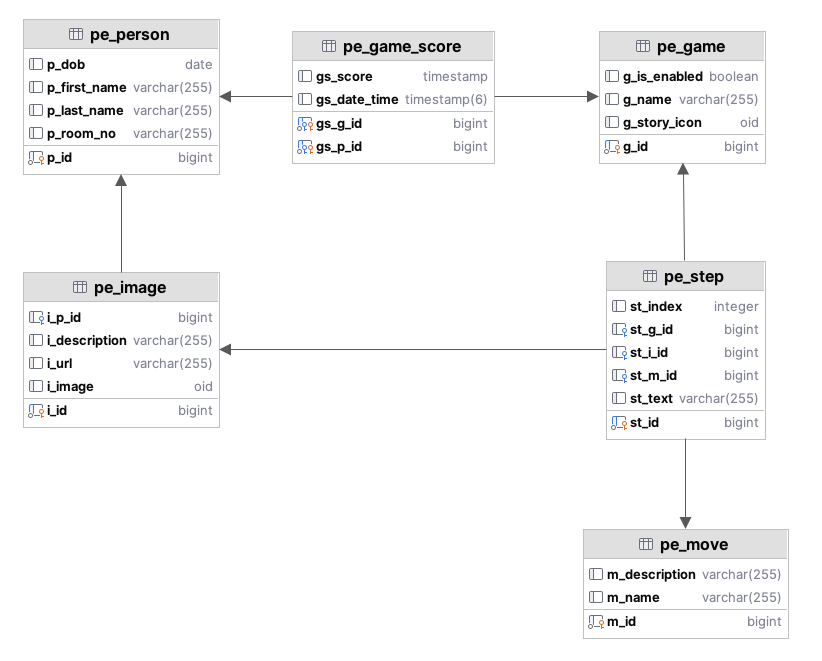 pe_person
p_dob date
p_first_name varchar(255)
p_last_name varchar(255)
p_room_no varchar(255)
p_id bigint
pe_game_score
gs_score timestamp
gs_date_time timestamp(6)
gs_g_id bigint
gs_p_id bigint
pe_game
g_is_enabled boolean
g_name varchar(255)
g_story_icon oid
g_id bigint
pe_image
i_p_id bigint
i_description varchar(255)
i_url varchar(255)
i_image oid
i_id bigint
pe_step
st_index integer
st_g_id bigint
st_i_id bigint
st_m_id bigint
st_text varchar(255)
st_id bigint
pe_move
m_description varchar(255)
m_name varchar(255)
m_id bigint